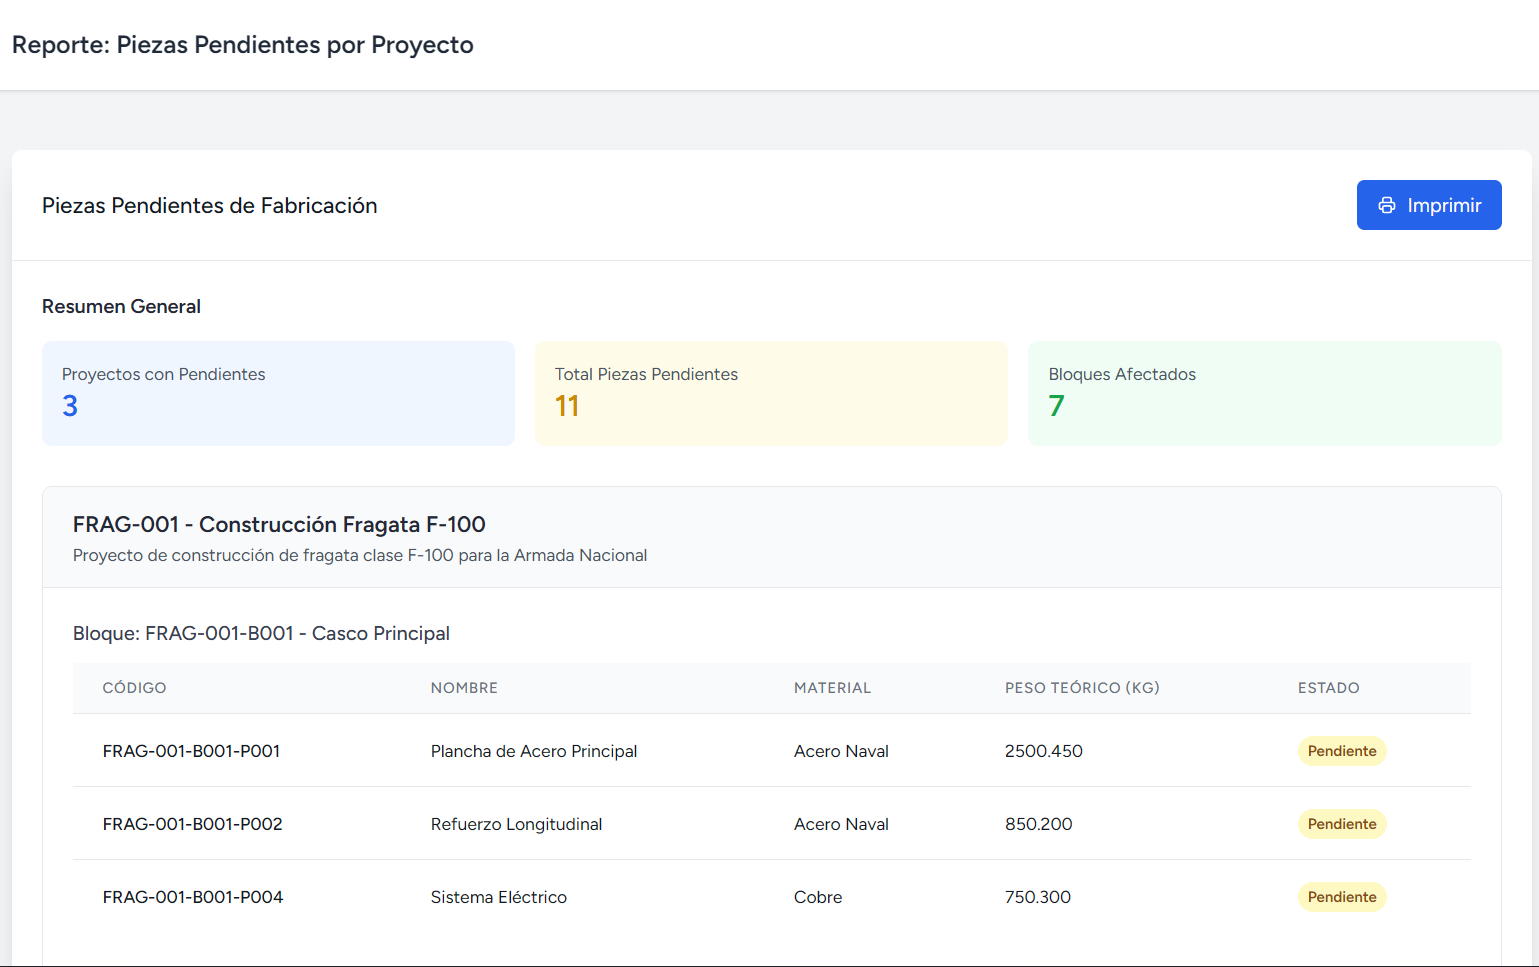 Reporte: Piezas Pendientes por Proyecto
Piezas Pendientes de Fabricación
Imprimir
Resumen General
Proyectos con Pendientes
3
Total Piezas Pendientes
11
Bloques Afectados
7
FRAG-001 - Construcción Fragata F-100
Proyecto de construcción de fragata clase F-100 para la Armada Nacional
Bloque: FRAG-001-B001 - Casco Principal
CÓDIGO NOMBRE MATERIAL PESO TEÓRICO (KG) ESTADO
FRAG-001-B001-P001 Plancha de Acero Principal Acero Naval 2500.450 Pendiente
FRAG-001-B001-P002 Refuerzo Longitudinal Acero Naval 850.200 Pendiente
FRAG-001-B001-P004 Sistema Eléctrico Cobre 750.300 Pendiente